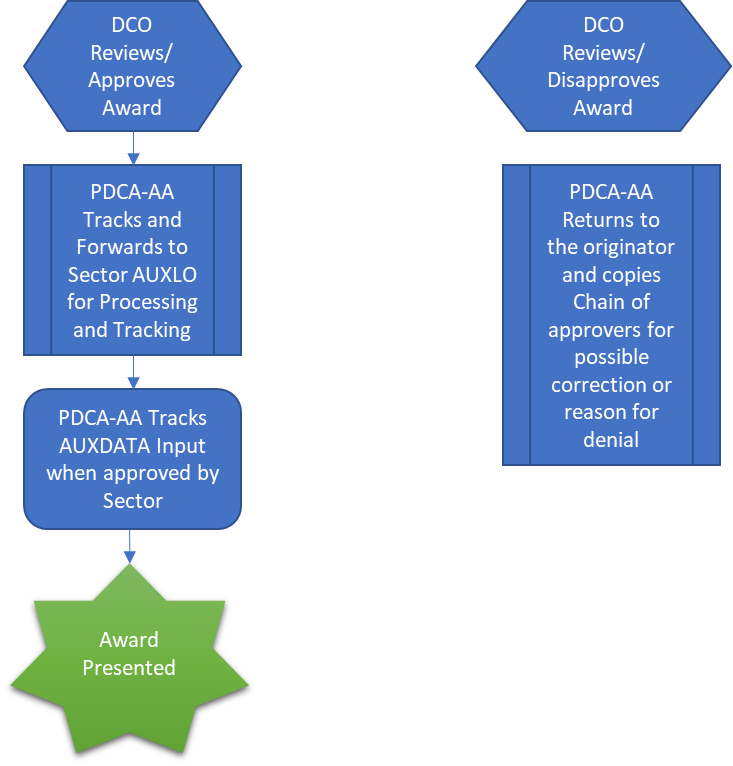 DCO
Reviews/
Approves
Award
PDCA-AA
Tracks and
Forwards to
Sector AUXLO
for Processing
and Tracking
PDCA-AA Tracks
AUXDATA Input
when approved by
Sector
Award
Presented
DCO
Reviews/
Disapproves
Award
PDCA-AA
Returns to
the originator
and copies
Chain of
approvers for
possible
correction or
reason for
denial